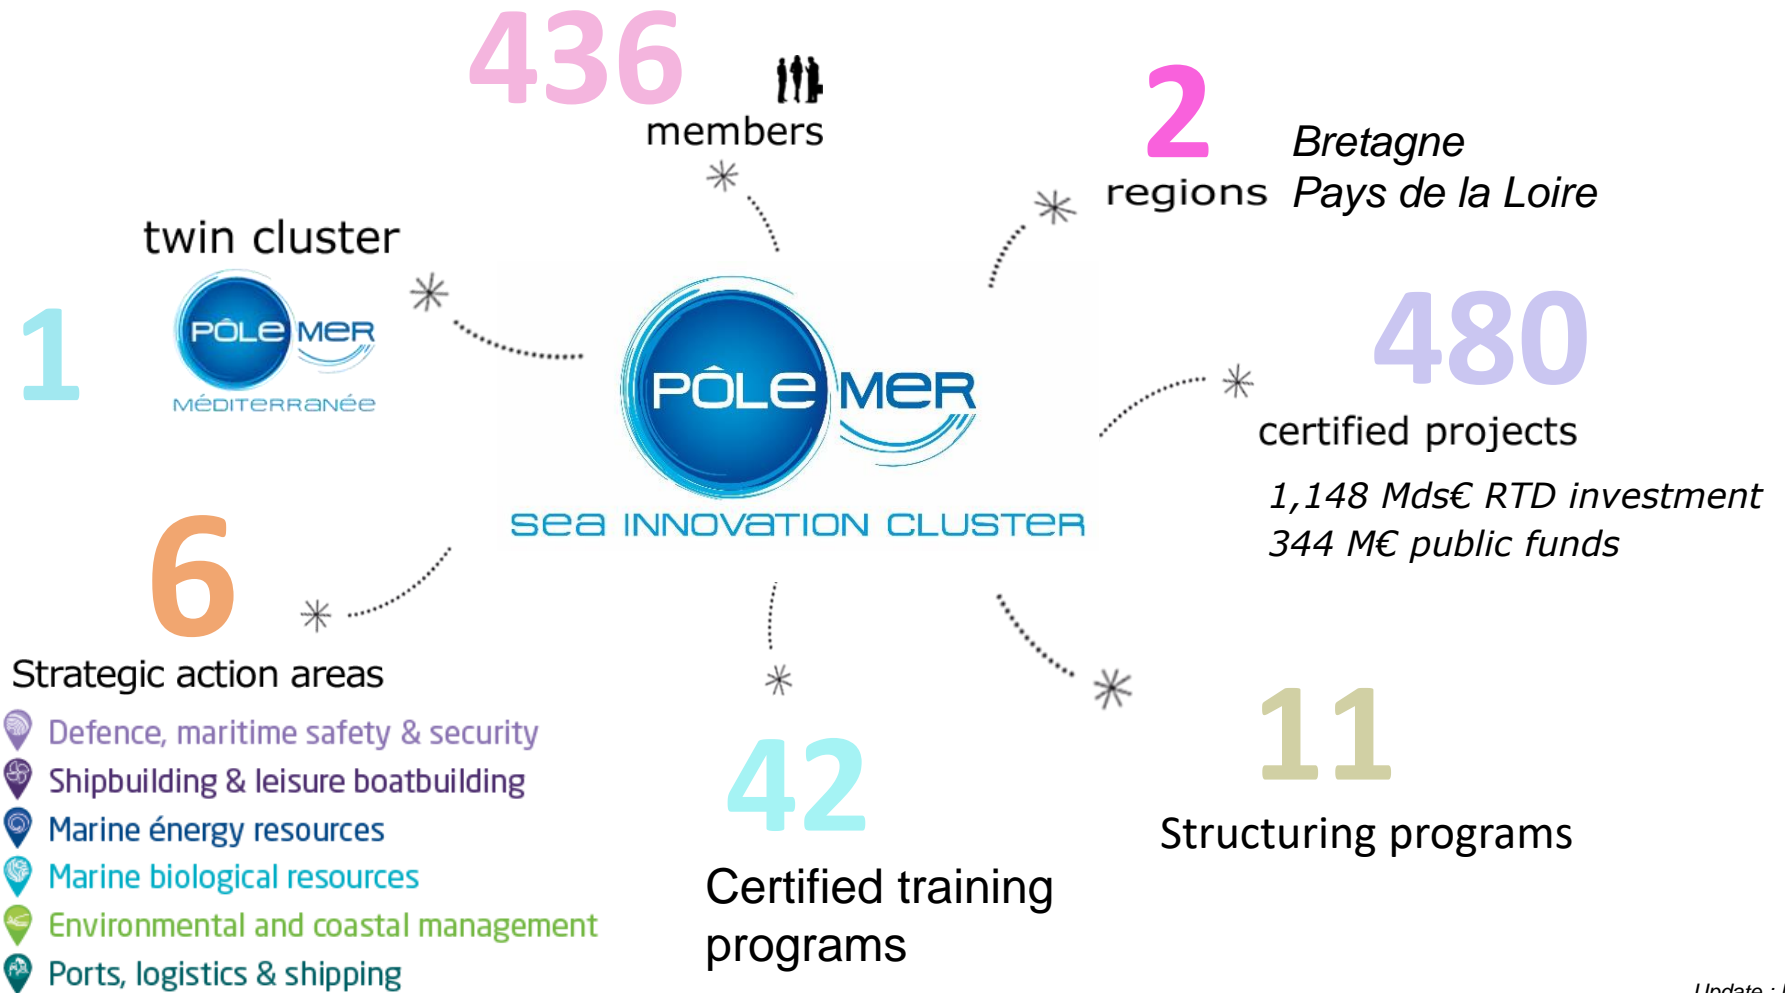 436
members
2
regions
Bretagne
Pays de la Loire
twin cluster
1
PÔLE MER
MÉDITERRANÉE
PÔLE MER
SEA INNOVATION CLUSTER
480
certified projects
1,148 Mds€ RTD investment
344 M€ public funds
6
Strategic action areas
Defence, maritime safety & security
Shipbuilding & leisure boatbuilding
Marine énergy resources
Marine biological resources
Environmental and coastal management
Ports, logistics & shipping
42
Certified training
programs
11
Structuring programs
Update :